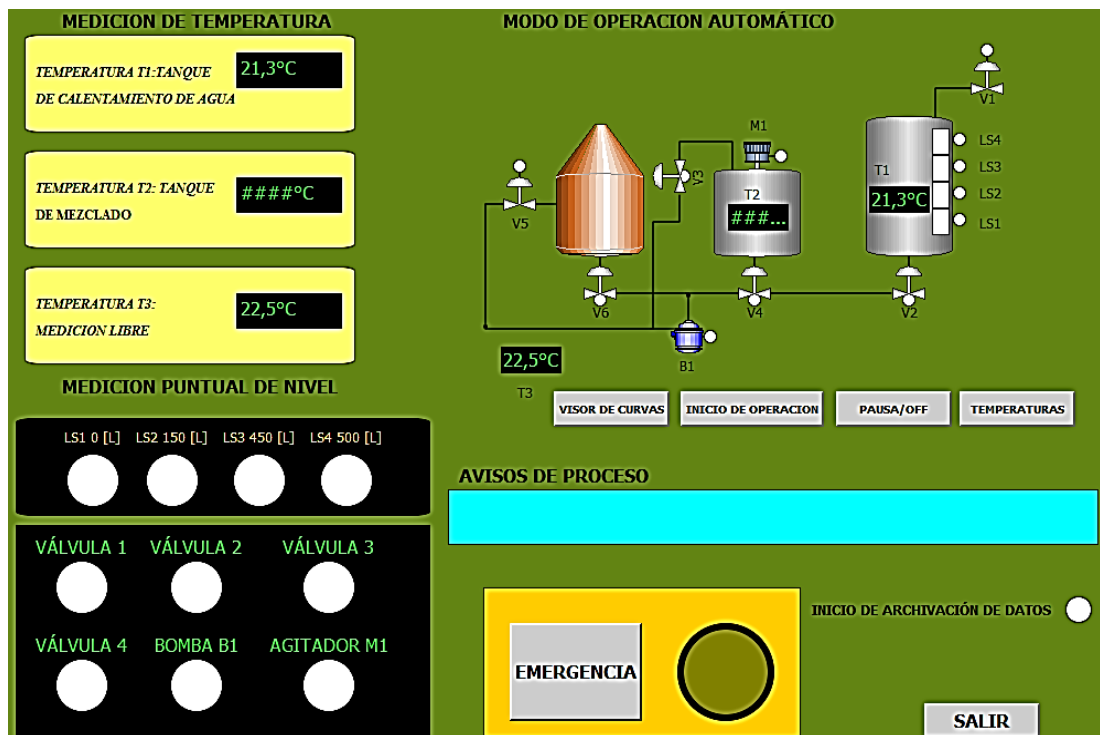 MEDICION DE TEMPERATURA
TEMPERATURA T1:TANQUE
DE CALENTAMIENTO DE AGUA
21,3°C
TEMPERATURA T2: TANQUE
DE MEZCLADO
####°C
TEMPERATURA T3:
MEDICION LIBRE
22,5°C
MEDICION PUNTUAL DE NIVEL
LS1 0 [L] LS2 150 [L] LS3 450 [L] LS4 500 [L]
VÁLVULA 1 VÁLVULA 2 VÁLVULA 3
VÁLVULA 4 BOMBA B1 AGITADOR M1
MODO DE OPERACION AUTOMÁTICO
V1
M1
LS4
LS3
T1
V3
T2
LS2
21,3°C
###...
V5
LS1
V6
V4
V2
22,5°C
B1
T3
VISOR DE CURVAS INICIO DE OPERACION PAUSA/OFF TEMPERATURAS
AVISOS DE PROCESO
INICIO DE ARCHIVACIÓN DE DATOS
EMERGENCIA
SALIR